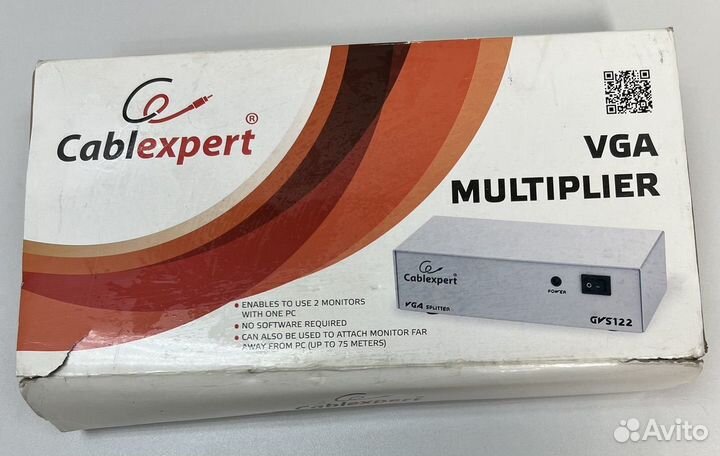 Cablexpert®
VGA
MULTIPLIER
Cablexpert®
VGA SPLITTER
POWER
GVS122
• ENABLES TO USE 2 MONITORS
WITH ONE PC
• NO SOFTWARE REQUIRED
• CAN ALSO BE USED TO ATTACH MONITOR FAR
AWAY FROM PC (UP TO 75 METERS)
Cablexpert
Avito